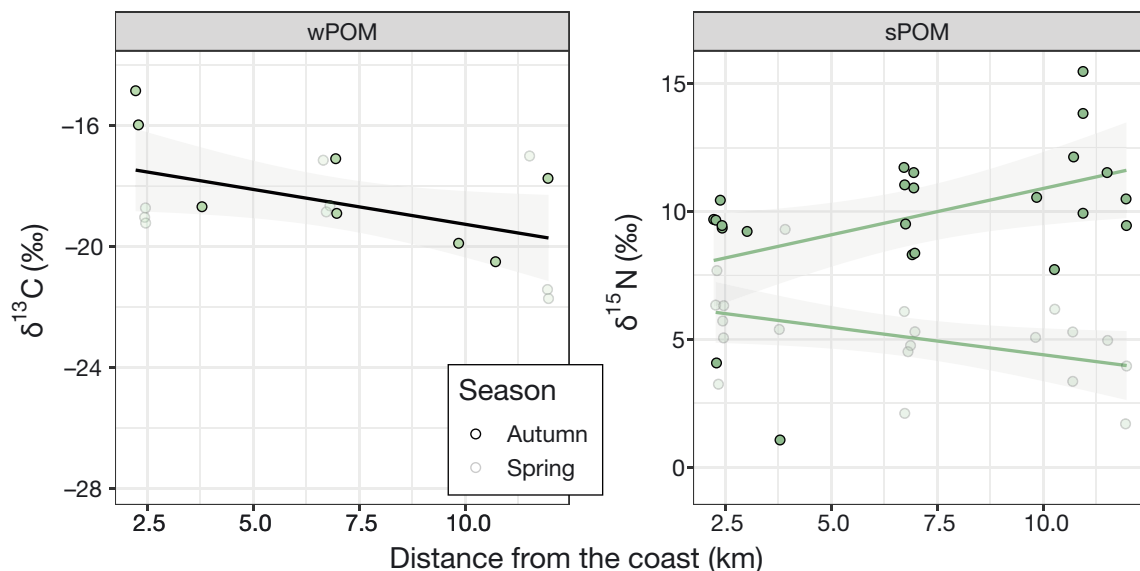 wPOM
sPOM
δ¹³C (‰)
−16
−20
−24
−28
δ¹⁵N (‰)
15
10
5
0
Season
Autumn
Spring
2.5 5.0 7.5 10.0
2.5 5.0 7.5 10.0
Distance from the coast (km)